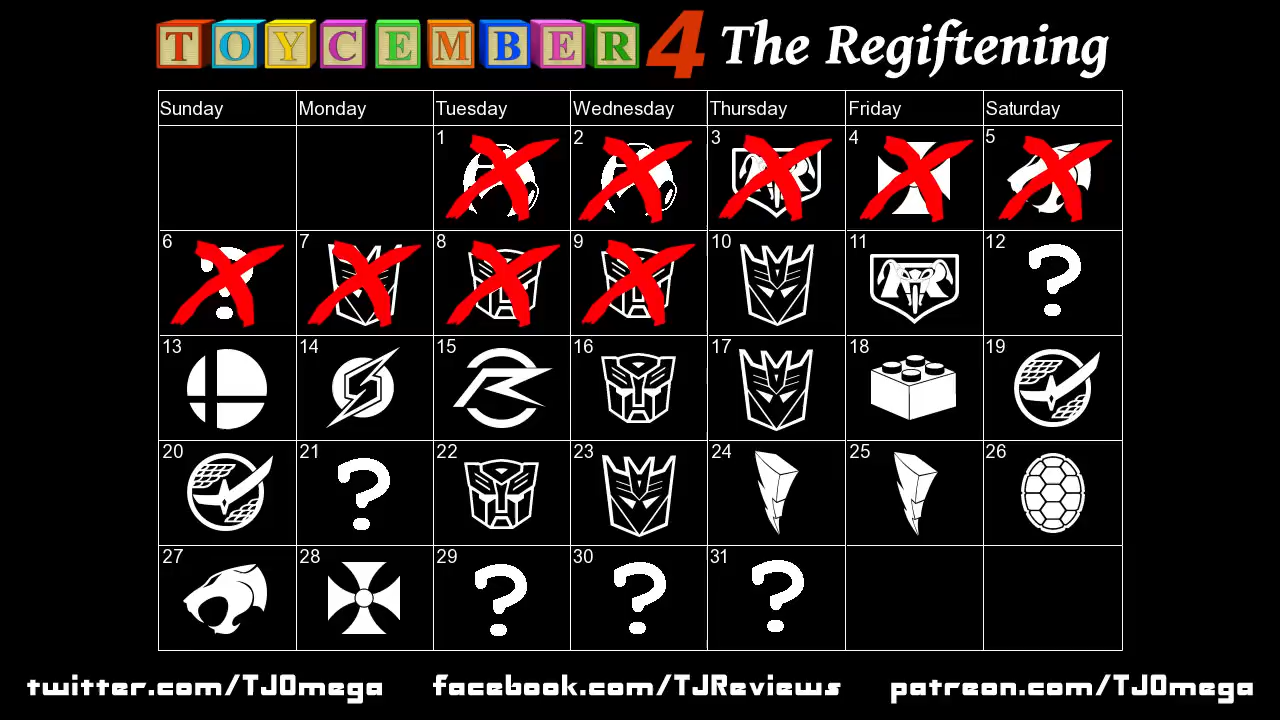 TOYCEMBER 4 The Regiftening
Sunday Monday Tuesday Wednesday Thursday Friday Saturday
1 2 3 4 5
6 7 8 9 10 11 12
? ?
13 14 15 16 17 18 19
20 21 22 23 24 25 26
?
27 28 29 30 31
? ? ?
twitter.com/TJOmega facebook.com/TJReviews patreon.com/TJOmega